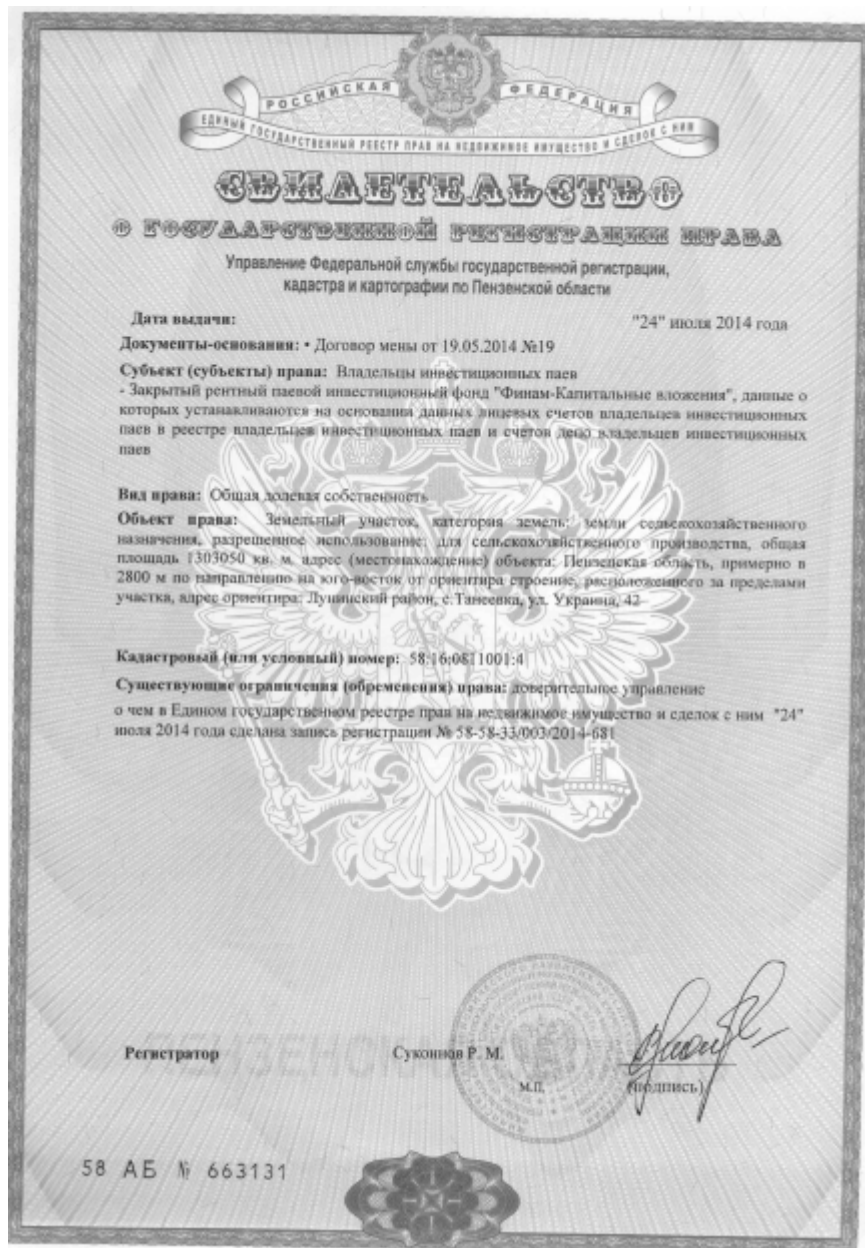 РОССИЙСКАЯ ФЕДЕРАЦИЯ
ЕДИНЫЙ ГОСУДАРСТВЕННЫЙ РЕЕСТР ПРАВ НА НЕДВИЖИМОЕ ИМУЩЕСТВО И СДЕЛОК С НИМ
СВИДЕТЕЛЬСТВО
О ГОСУДАРСТВЕННОЙ РЕГИСТРАЦИИ ПРАВА
Управление Федеральной службы государственной регистрации,
кадастра и картографии по Пензенской области
Дата выдачи: "24" июля 2014 года
Документы-основания: • Договор мены от 19.05.2014 №19
Субъект (субъекты) права: Владельцы инвестиционных паев
- Закрытый рентный паевой инвестиционный фонд "Финам-Капитальные вложения", данные о
которых устанавливаются на основании данных лицевых счетов владельцев инвестиционных
паев в реестре владельцев инвестиционных паев и счетов депо владельцев инвестиционных
паев
Вид права: Общая долевая собственность
Объект права: Земельный участок, категория земель: земли сельскохозяйственного
назначения, разрешенное использование: для сельскохозяйственного производства, общая
площадь 1303050 кв. м, адрес (местонахождение) объекта: Пензенская область, примерно в
2800 м по направлению на юго-восток от ориентира строение, расположенного за пределами
участка, адрес ориентира: Лунинский район, с.Танеевка, ул. Украина, 42
Кадастровый (или условный) номер: 58:16:0811001:4
Существующие ограничения (обременения) права: доверительное управление
о чем в Едином государственном реестре прав на недвижимое имущество и сделок с ним "24"
июля 2014 года сделана запись регистрации № 58-58-33/003/2014-681
Регистратор Суконнов Р. М.
М.П. (подпись)
58 АБ № 663131